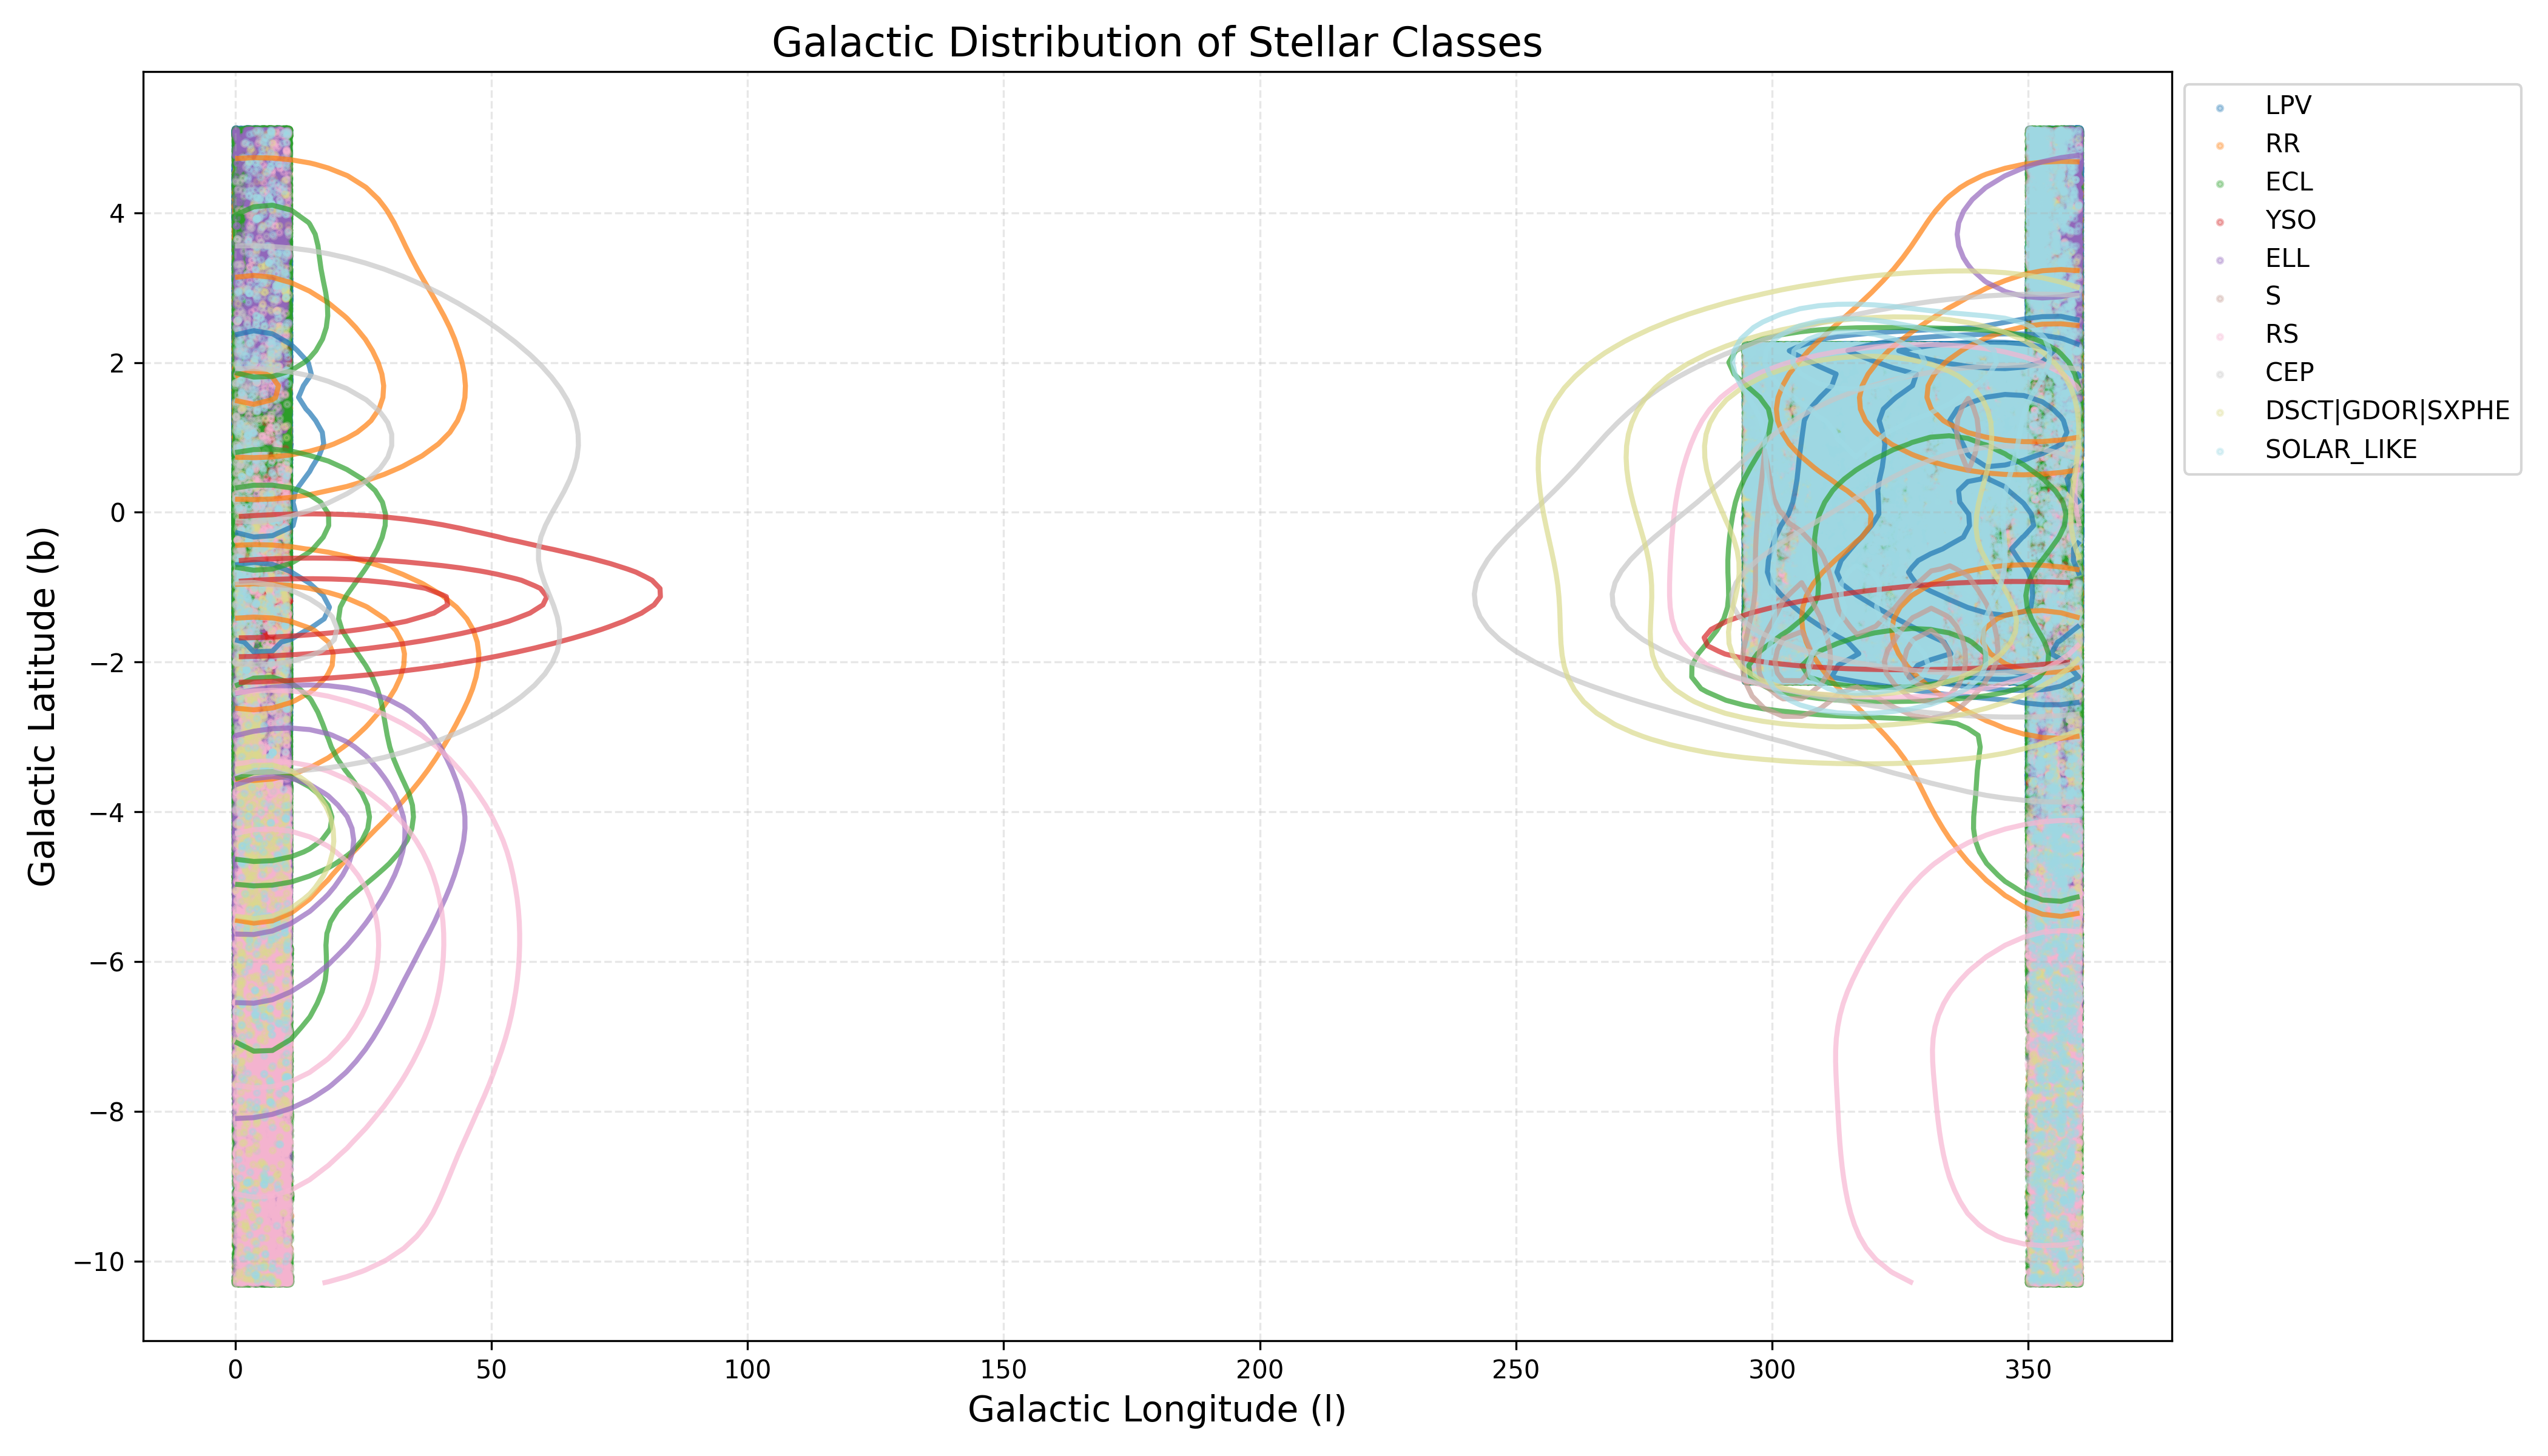 Galactic Distribution of Stellar Classes
LPV
RR
ECL
YSO
ELL
S
RS
CEP
DSCT|GDOR|SXPHE
SOLAR_LIKE
Galactic Latitude (b)
4
2
0
−2
−4
−6
−8
−10
0 50 100 150 200 250 300 350
Galactic Longitude (l)